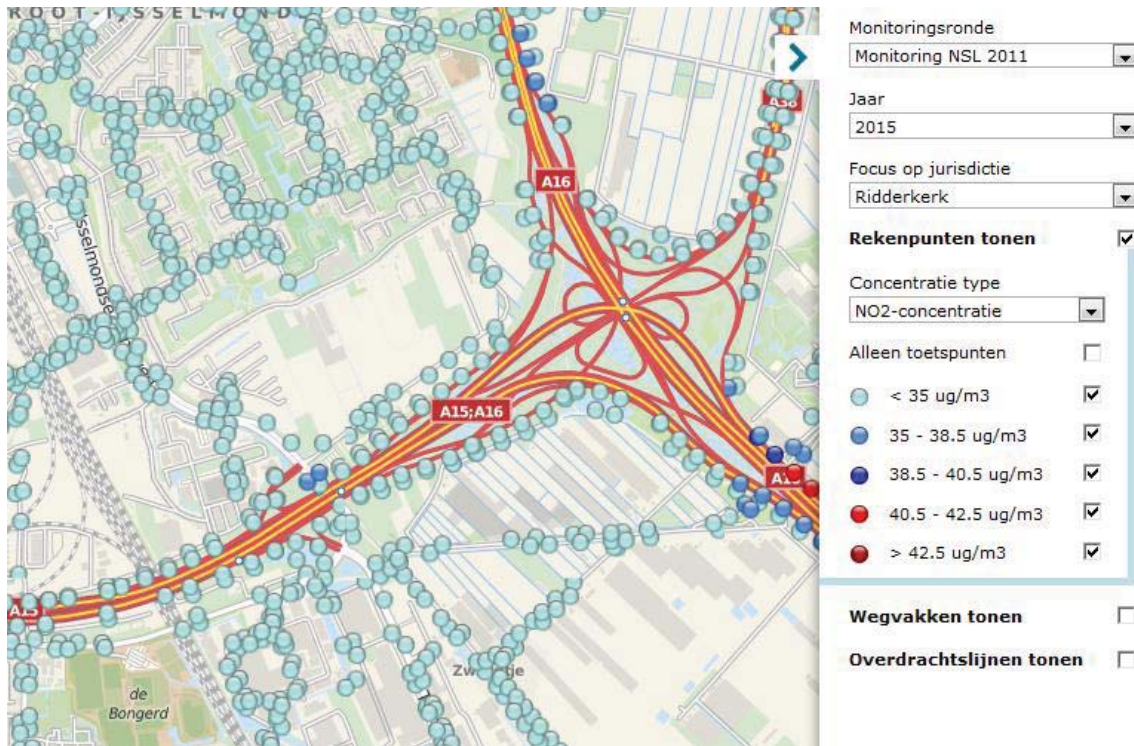 ROOT-IJSSELMONDE
A16
A38
A15;A16
A15
de
Bongerd
Monitoringsronde
Monitoring NSL 2011
Jaar
2015
Focus op jurisdictie
Ridderkerk
Rekenpunten tonen
Concentratie type
NO2-concentratie
Alleen toetspunten
< 35 ug/m3
35 - 38.5 ug/m3
38.5 - 40.5 ug/m3
40.5 - 42.5 ug/m3
> 42.5 ug/m3
Wegvakken tonen
Overdrachtslijnen tonen